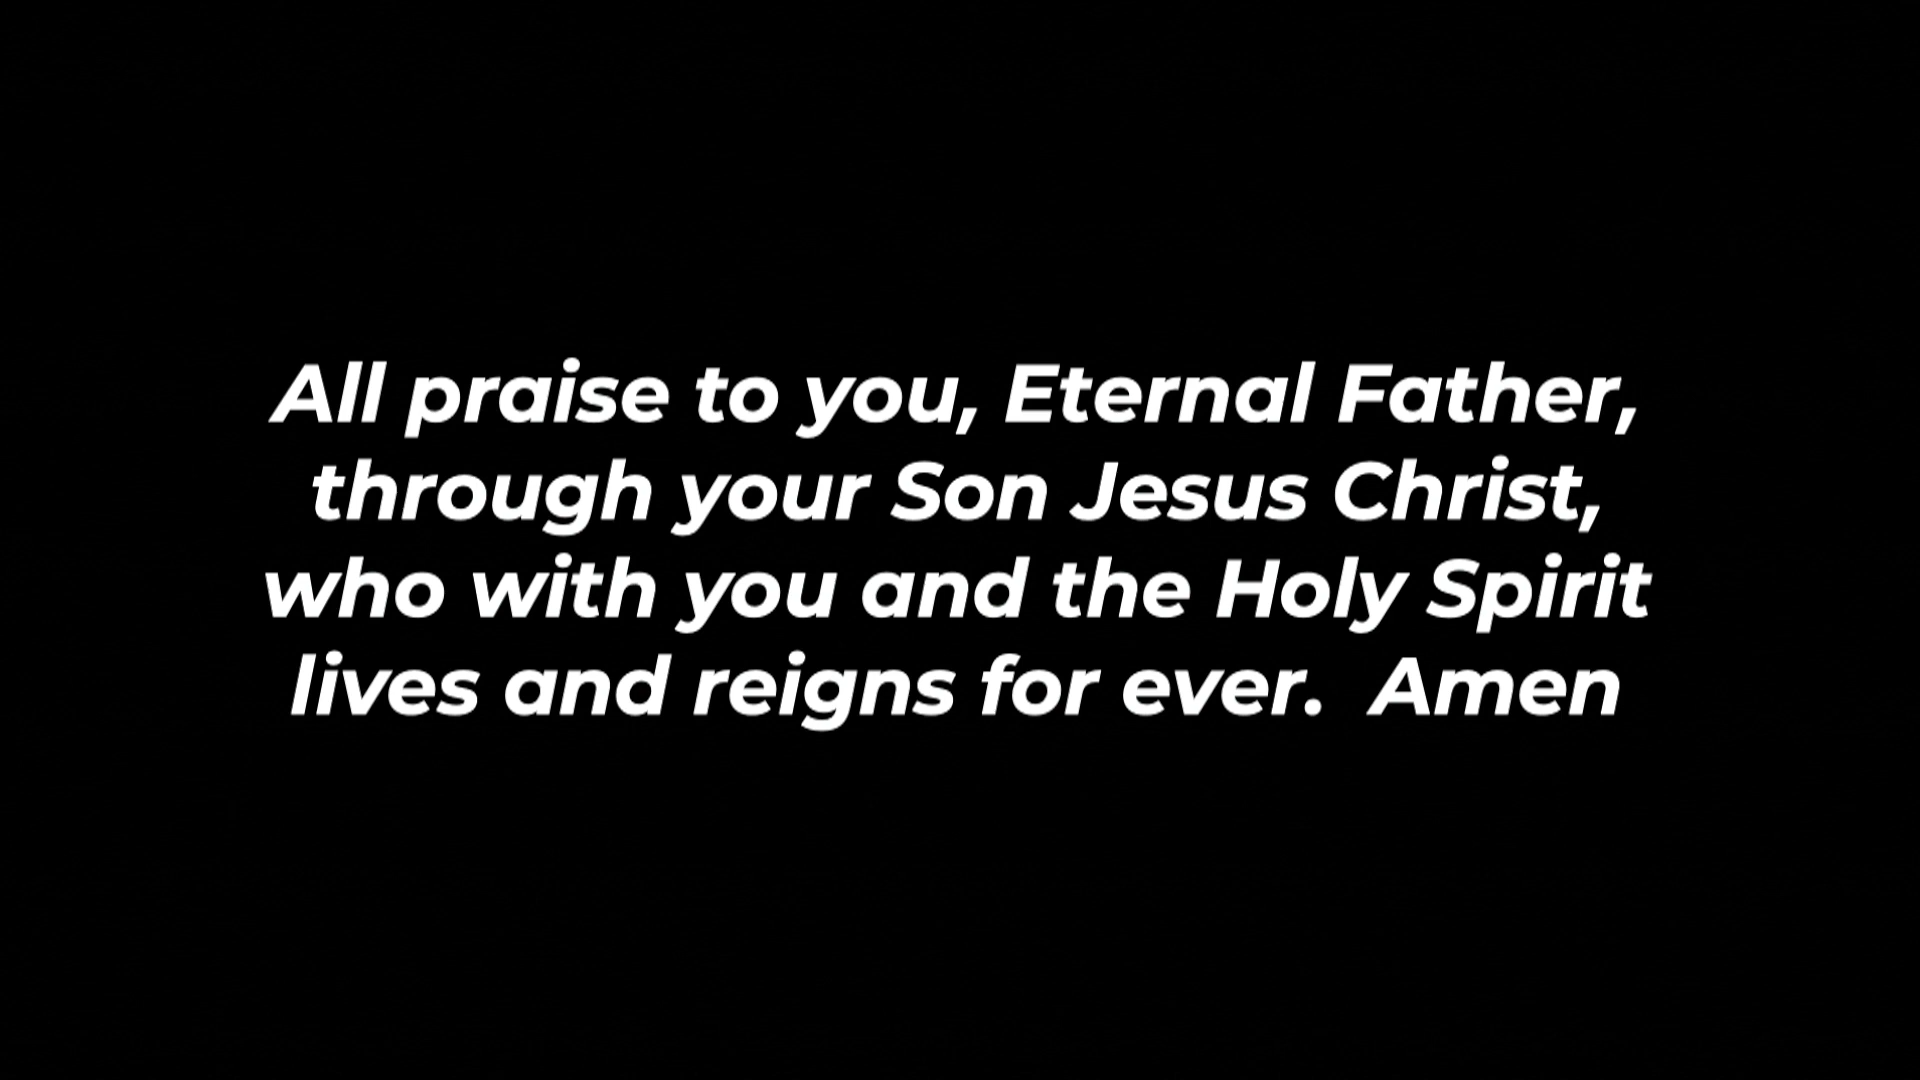 All praise to you, Eternal Father,
through your Son Jesus Christ,
who with you and the Holy Spirit
lives and reigns for ever.  Amen